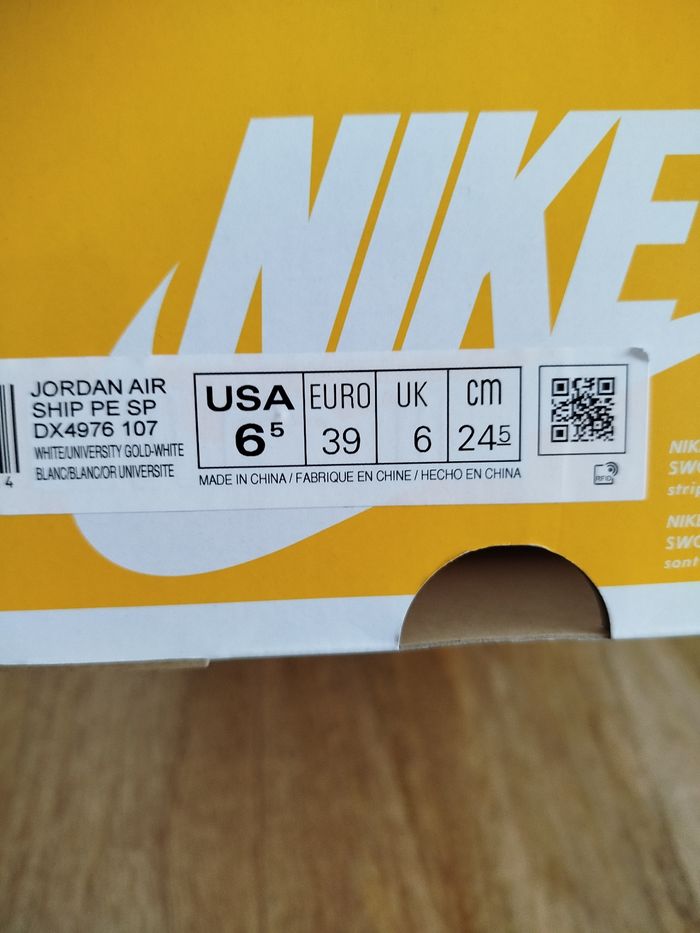 NIKE
JORDAN AIR
SHIP PE SP
DX4976 107
WHITE/UNIVERSITY GOLD-WHITE
BLANC/BLANC/OR UNIVERSITE
USA EURO UK cm
6⁵ 39 6 24⁵
MADE IN CHINA / FABRIQUE EN CHINE / HECHO EN CHINA
RFID
4